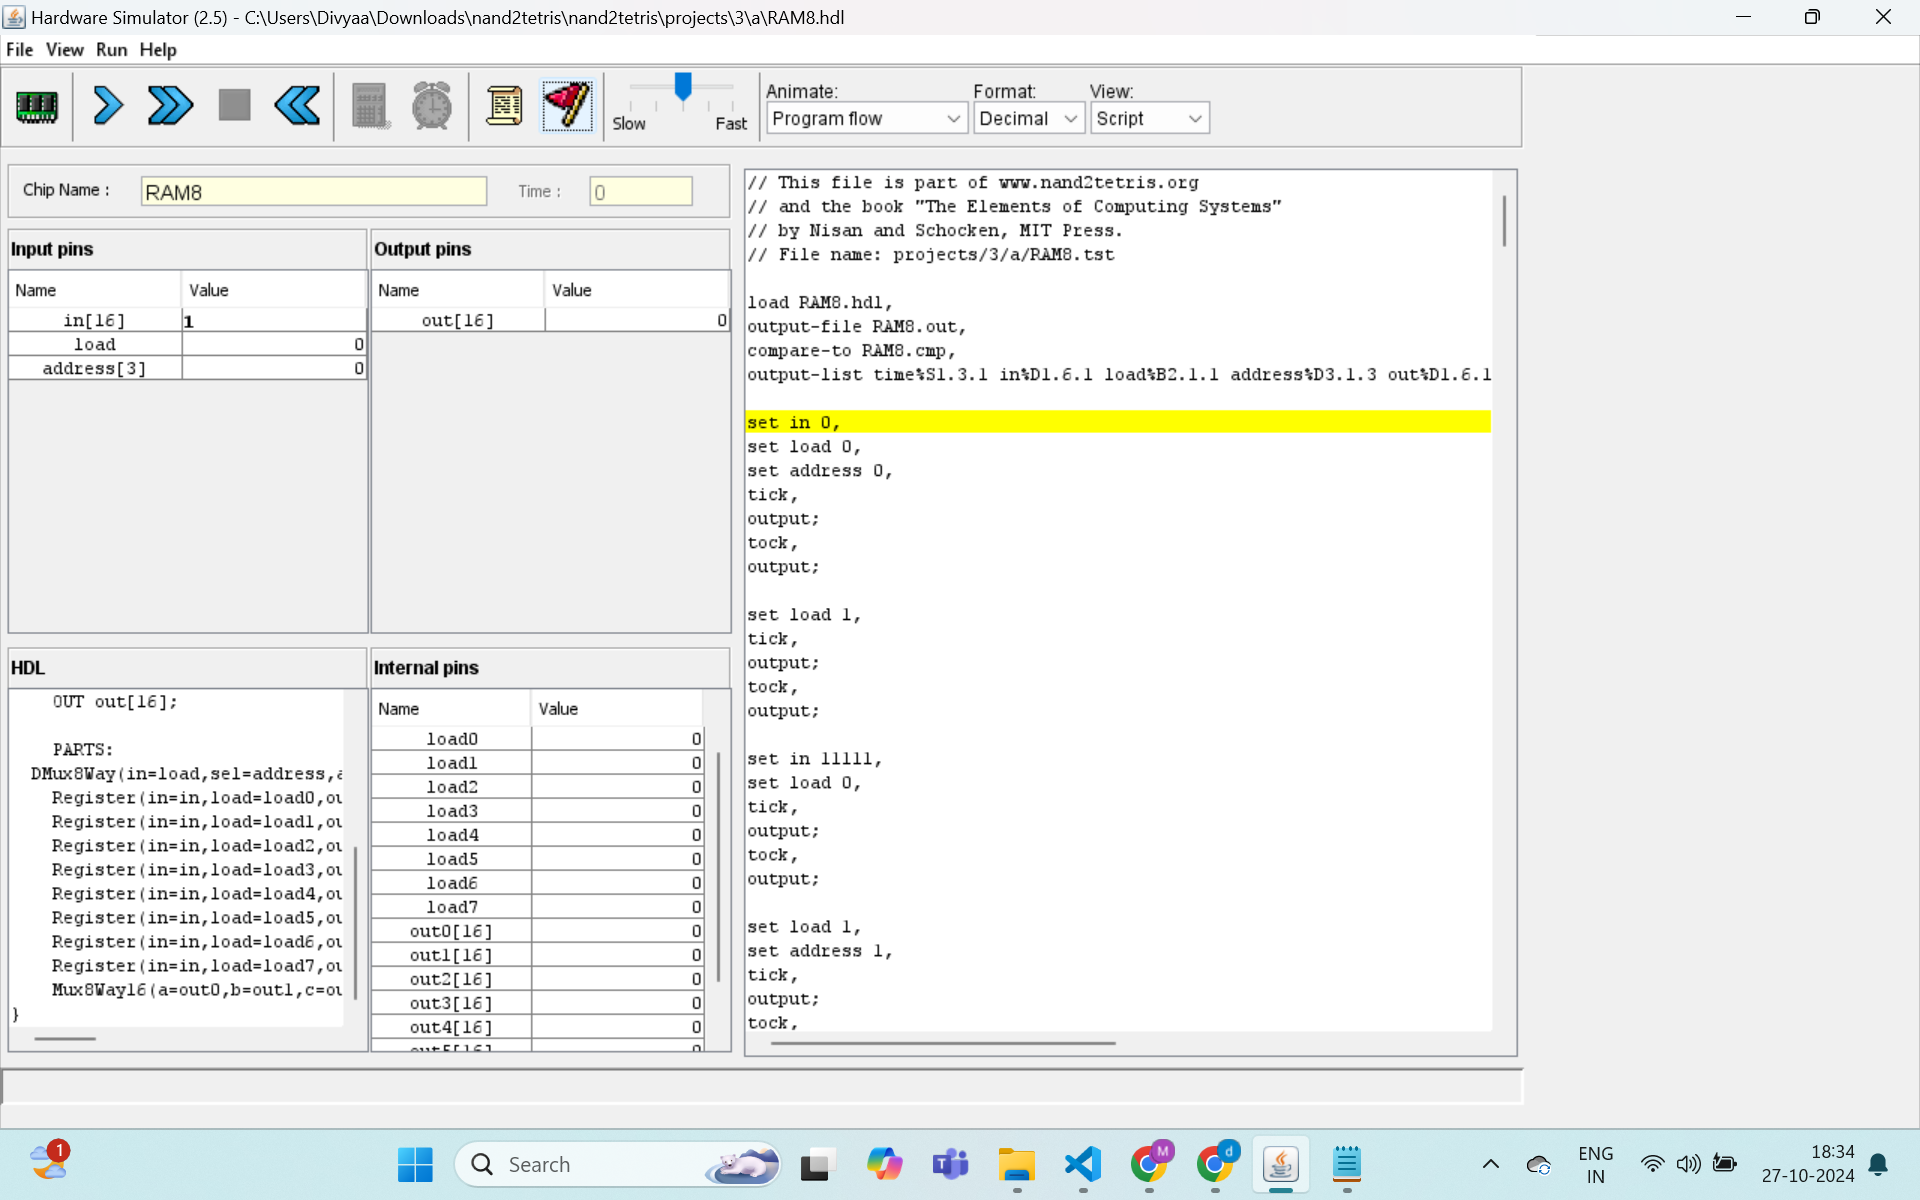 Hardware Simulator (2.5) - C:\Users\Divyaa\Downloads\nand2tetris\nand2tetris\projects\3\a\RAM8.hdl
File View Run Help
Slow Fast
Animate: Format: View:
Program flow Decimal Script
Chip Name : RAM8 Time : 0
Input pins
Name Value
in[16] 1
load 0
address[3] 0
Output pins
Name Value
out[16] 0
HDL
OUT out[16];
PARTS:
DMux8Way(in=load,sel=address,
Register(in=in,load=load0,ou
Register(in=in,load=load1,ou
Register(in=in,load=load2,ou
Register(in=in,load=load3,ou
Register(in=in,load=load4,ou
Register(in=in,load=load5,ou
Register(in=in,load=load6,ou
Register(in=in,load=load7,ou
Mux8Way16(a=out0,b=out1,c=ou
}
Internal pins
Name Value
load0 0
load1 0
load2 0
load3 0
load4 0
load5 0
load6 0
load7 0
out0[16] 0
out1[16] 0
out2[16] 0
out3[16] 0
out4[16] 0
out5[16] 0
// This file is part of www.nand2tetris.org
// and the book "The Elements of Computing Systems"
// by Nisan and Schocken, MIT Press.
// File name: projects/3/a/RAM8.tst
load RAM8.hdl,
output-file RAM8.out,
compare-to RAM8.cmp,
output-list time%S1.3.1 in%D1.6.1 load%B2.1.1 address%D3.1.3 out%D1.6.1
set in 0,
set load 0,
set address 0,
tick,
output;
tock,
output;
set load 1,
tick,
output;
tock,
output;
set in 11111,
set load 0,
tick,
output;
tock,
output;
set load 1,
set address 1,
tick,
output;
tock,
1
Search
M
d
ENG
IN
18:34
27-10-2024